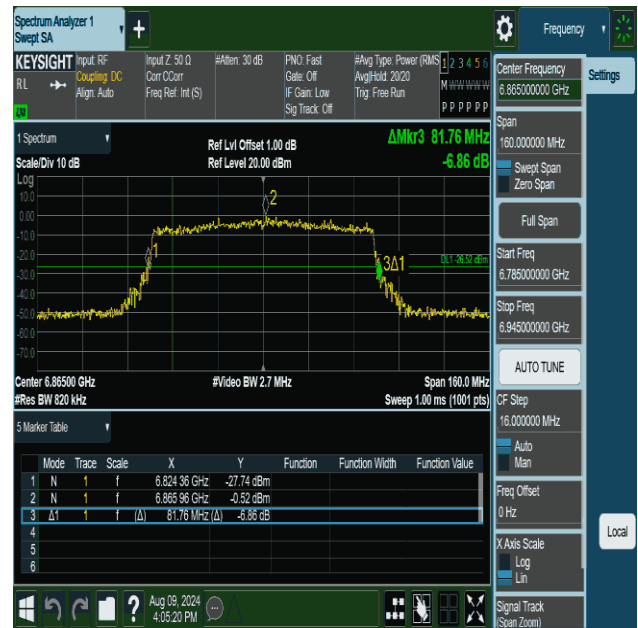 Spectrum Analyzer 1
Swept SA
+
Frequency
KEYSIGHT
RL
Input: RF
Coupling: DC
Align: Auto
Input Z: 50 Ω
Corr CCorr
Freq Ref: Int (S)
#Atten: 30 dB
PNO: Fast
Gate: Off
IF Gain: Low
Sig Track: Off
#Avg Type: Power (RMS
Avg|Hold: 20/20
Trig: Free Run
1 2 3 4 5 6
M W W W W W
P P P P P P
1 Spectrum
Scale/Div 10 dB
Ref Lvl Offset 1.00 dB
Ref Level 20.00 dBm
ΔMkr3 81.76 MHz
-6.86 dB
Log
10.0
0.00
-10.0
-20.0
-30.0
-40.0
-50.0
-60.0
-70.0
2
1
3Δ1
DL1 -26.52 dBm
Center 6.86500 GHz
#Res BW 820 kHz
#Video BW 2.7 MHz
Span 160.0 MHz
Sweep 1.00 ms (1001 pts)
5 Marker Table
Mode Trace Scale X Y Function Function Width Function Value
1 N 1 f 6.824 36 GHz -27.74 dBm
2 N 1 f 6.865 96 GHz -0.52 dBm
3 Δ1 1 f (Δ) 81.76 MHz (Δ) -6.86 dB
4
5
6
Center Frequency
6.865000000 GHz
Settings
Span
160.000000 MHz
Swept Span
Zero Span
Full Span
Start Freq
6.785000000 GHz
Stop Freq
6.945000000 GHz
AUTO TUNE
CF Step
16.000000 MHz
Auto
Man
Freq Offset
0 Hz
X Axis Scale
Log
Lin
Signal Track
(Span Zoom)
Local
?
Aug 09, 2024
4:05:20 PM